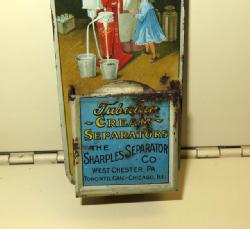 Tubular
CREAM
SEPARATORS
THE
SHARPLES SEPARATOR
CO
WEST CHESTER, PA.
TORONTO, CAN - CHICAGO, ILL.